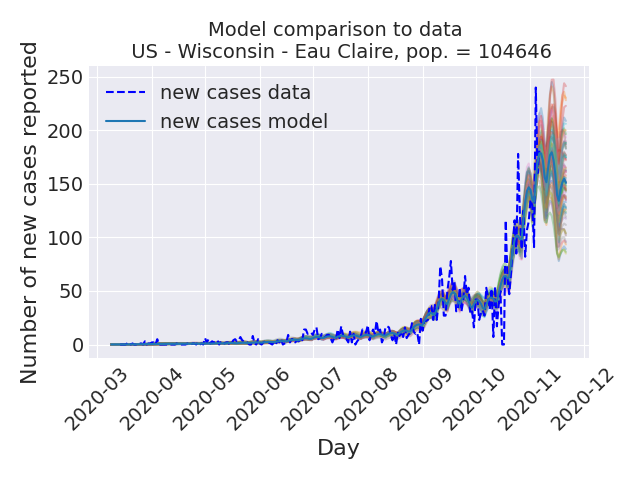 Model comparison to data
US - Wisconsin - Eau Claire, pop. = 104646
Number of new cases reported
250
200
150
100
50
0
new cases data
new cases model
2020-03
2020-04
2020-05
2020-06
2020-07
2020-08
2020-09
2020-10
2020-11
2020-12
Day